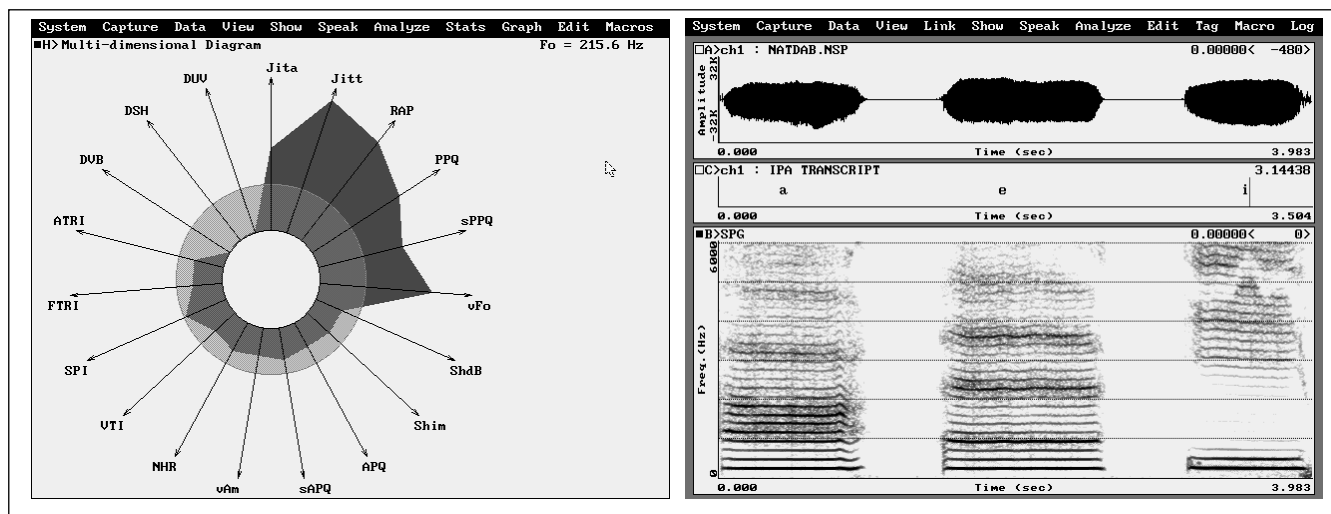 System Capture Data View Show Speak Analyze Stats Graph Edit Macros
■H>Multi-dimensional Diagram Fo = 215.6 Hz
Jita
Jitt
DUV
DSH
RAP
DVB
PPQ
ATRI
sPPQ
FTRI
vFo
SPI
ShdB
VTI
Shim
NHR
APQ
vAm
sAPQ
System Capture Data View Link Show Speak Analyze Edit Tag Macro Log
□A>ch1 : NATDAB.NSP 0.00000< -480>
Amplitude
32K
-32K
0.000 Time (sec) 3.983
□C>ch1 : IPA TRANSCRIPT 3.14438
a e i
0.000 Time (sec) 3.504
■B>SPG 0.00000< 0>
6000
Freq.(Hz)
0
0.000 Time (sec) 3.983